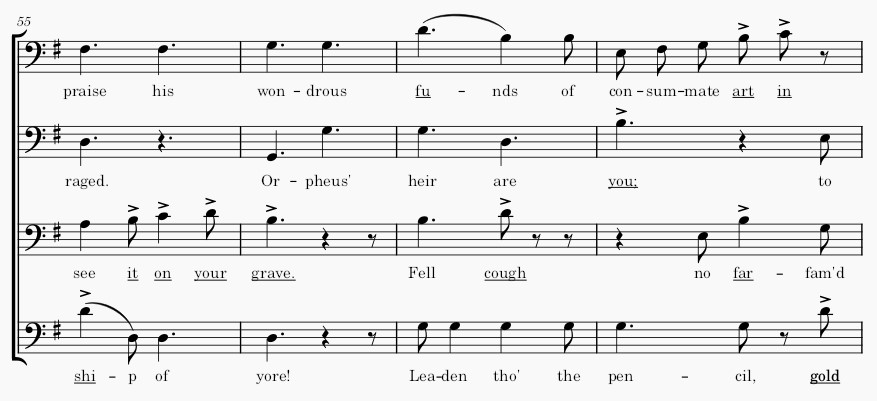 55
praise his won – drous fu – nds of con – sum – mate art in
raged. Or – pheus' heir are you; to
see it on your grave. Fell cough no far – fam'd
shi – p of yore! Lea – den tho' the pen – cil, gold